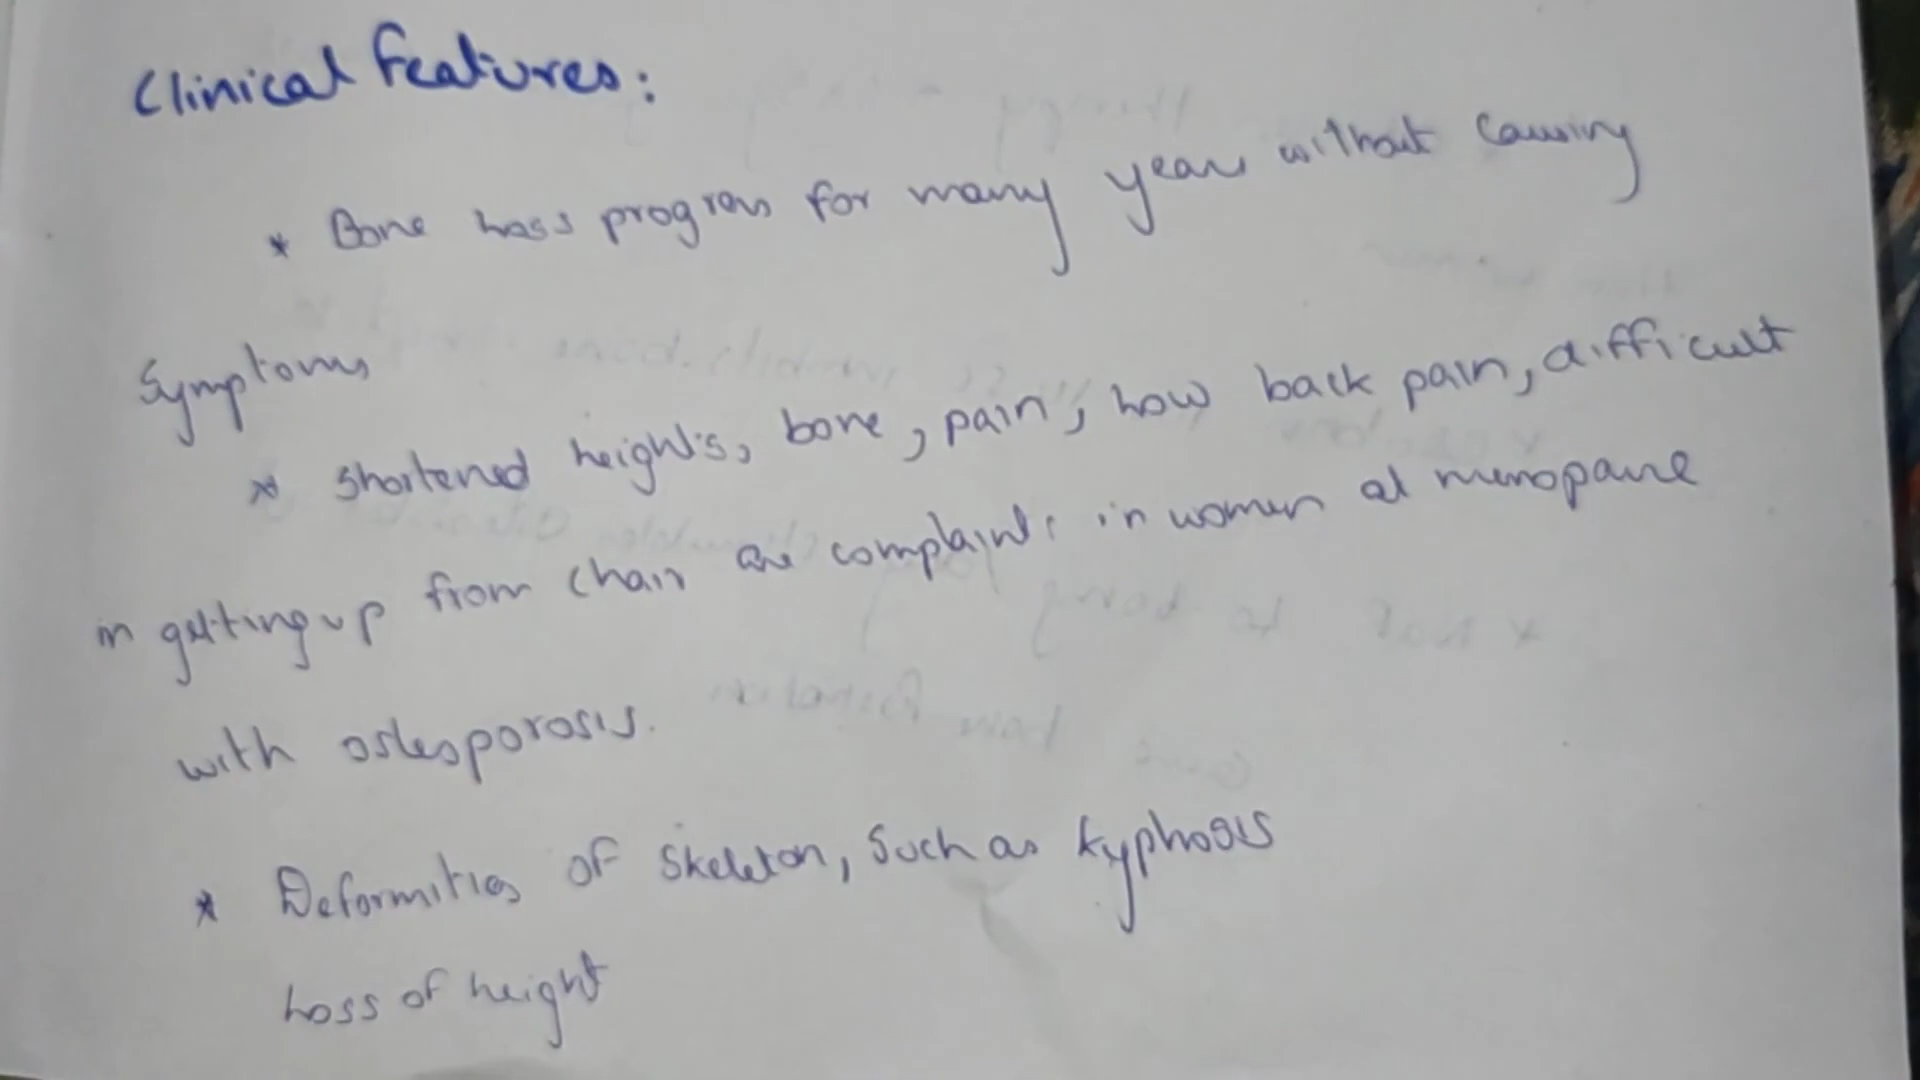 Clinical Features:
* Bone Loss progress for many years without Causing
Symptoms
* Shortened heights, bone, pain, Low back pain, difficult
in getting up from Chair are complaints in women at menopause
with osteoporosis.
* Deformities of Skeleton, Such as kyphosis
Loss of height